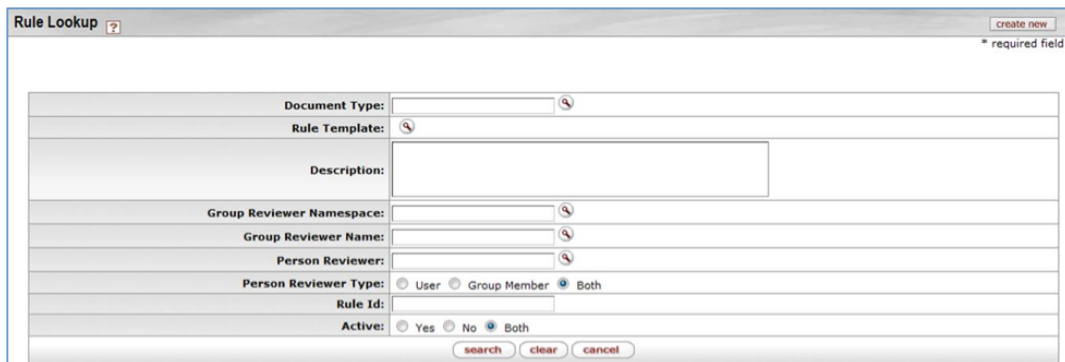 Rule Lookup ?
create new
* required field
Document Type:
Rule Template:
Description:
Group Reviewer Namespace:
Group Reviewer Name:
Person Reviewer:
Person Reviewer Type: User Group Member Both
Rule Id:
Active: Yes No Both
search clear cancel